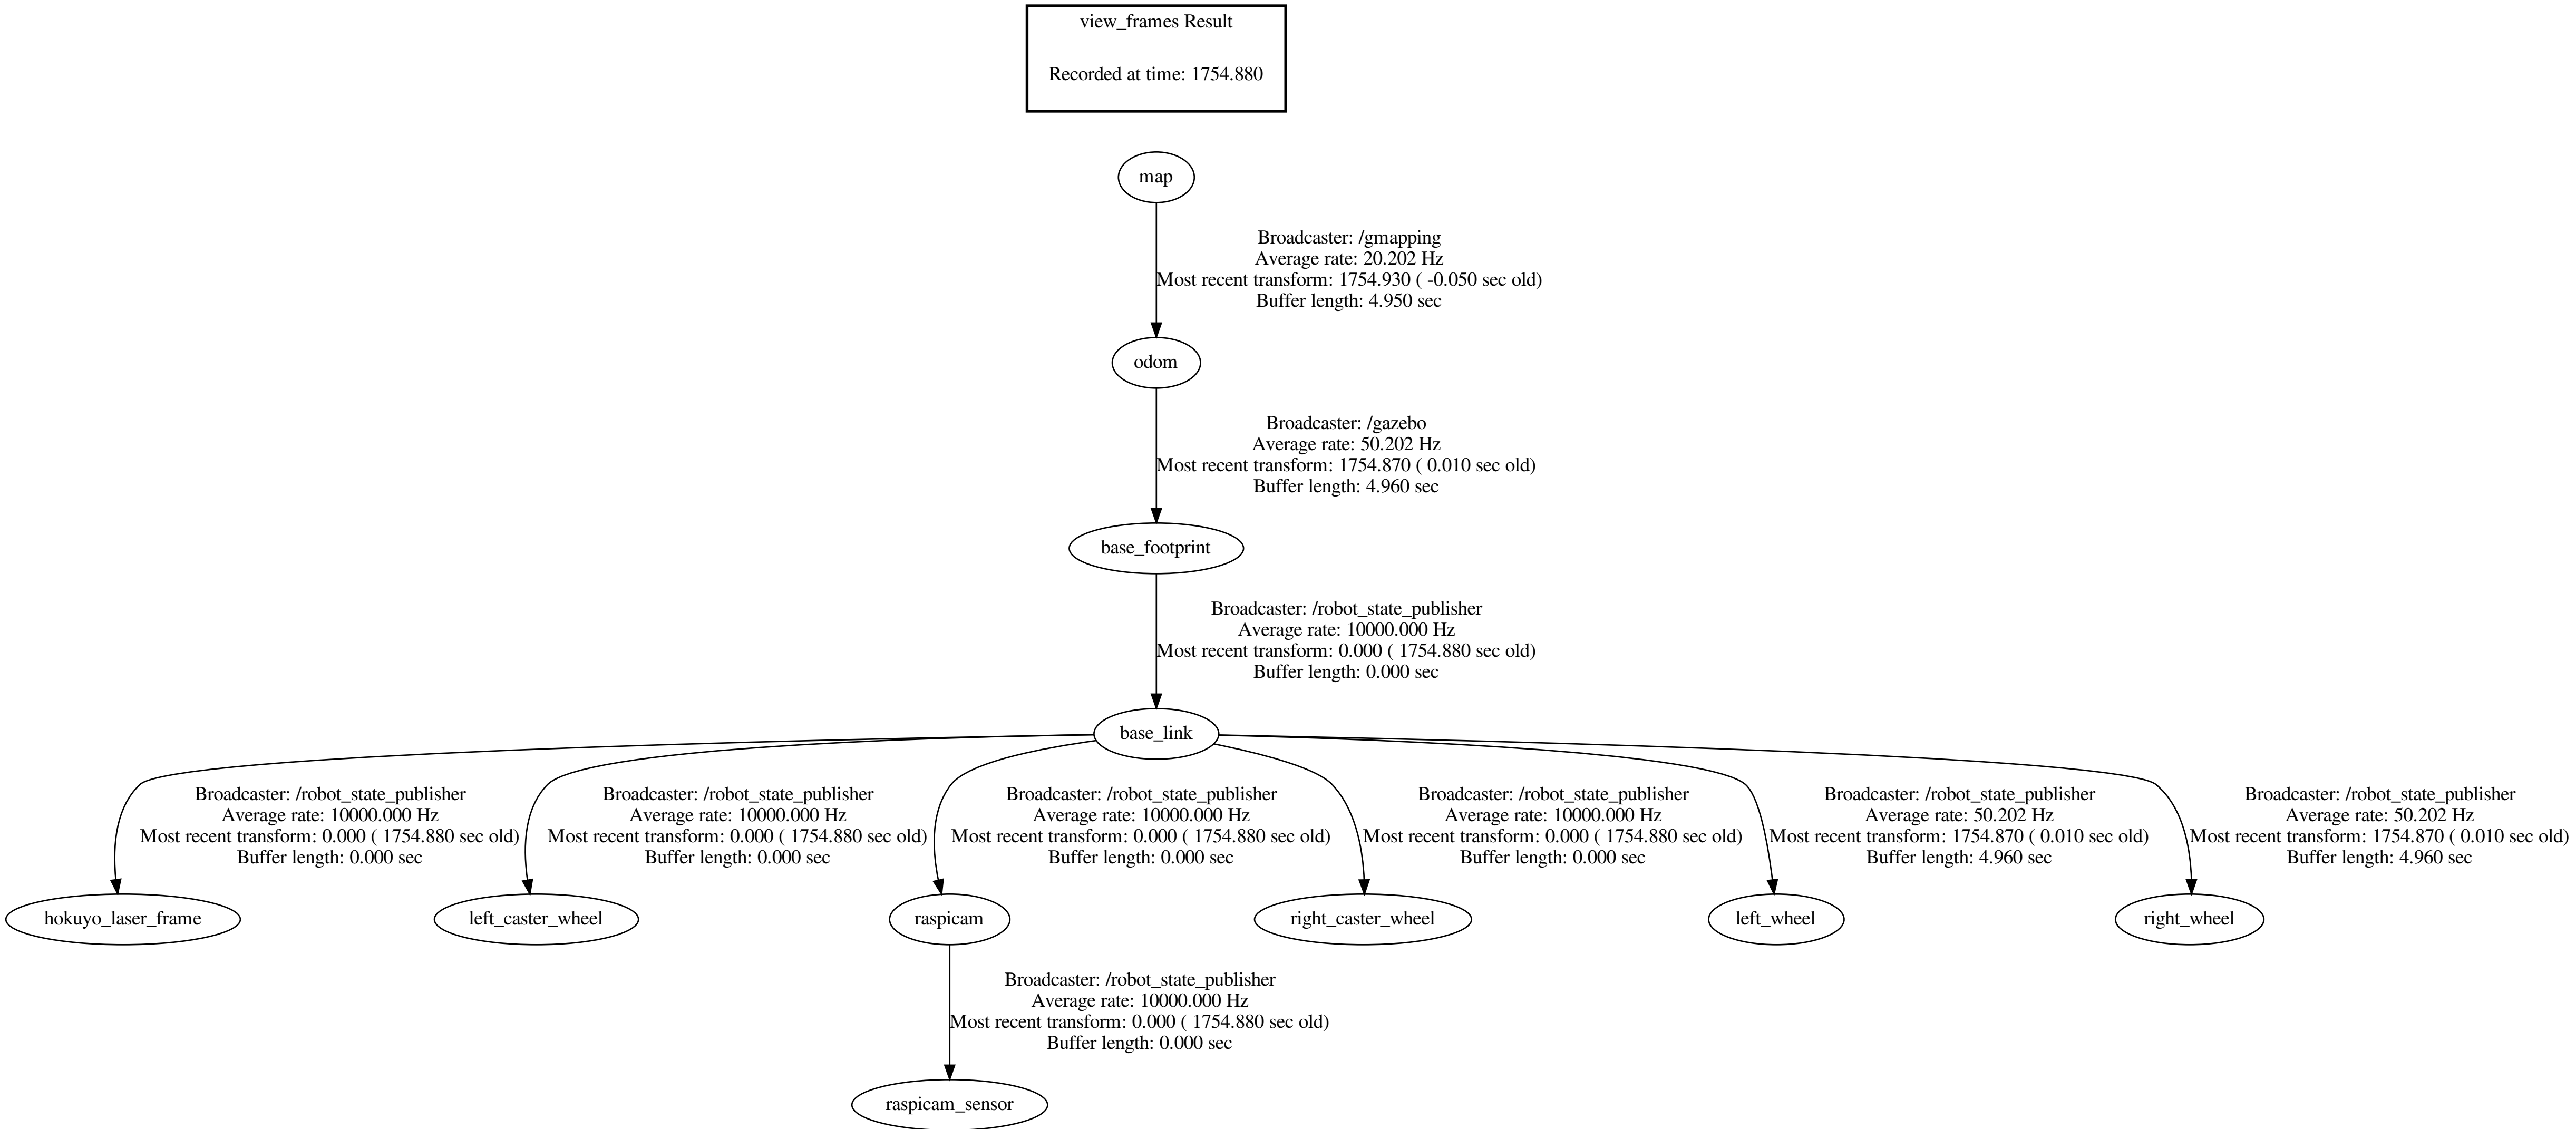 view_frames Result
Recorded at time: 1754.880
map
Broadcaster: /gmapping
Average rate: 20.202 Hz
Most recent transform: 1754.930 ( -0.050 sec old)
Buffer length: 4.950 sec
odom
Broadcaster: /gazebo
Average rate: 50.202 Hz
Most recent transform: 1754.870 ( 0.010 sec old)
Buffer length: 4.960 sec
base_footprint
Broadcaster: /robot_state_publisher
Average rate: 10000.000 Hz
Most recent transform: 0.000 ( 1754.880 sec old)
Buffer length: 0.000 sec
base_link
Broadcaster: /robot_state_publisher
Average rate: 10000.000 Hz
Most recent transform: 0.000 ( 1754.880 sec old)
Buffer length: 0.000 sec
Broadcaster: /robot_state_publisher
Average rate: 10000.000 Hz
Most recent transform: 0.000 ( 1754.880 sec old)
Buffer length: 0.000 sec
Broadcaster: /robot_state_publisher
Average rate: 10000.000 Hz
Most recent transform: 0.000 ( 1754.880 sec old)
Buffer length: 0.000 sec
Broadcaster: /robot_state_publisher
Average rate: 10000.000 Hz
Most recent transform: 0.000 ( 1754.880 sec old)
Buffer length: 0.000 sec
Broadcaster: /robot_state_publisher
Average rate: 50.202 Hz
Most recent transform: 1754.870 ( 0.010 sec old)
Buffer length: 4.960 sec
Broadcaster: /robot_state_publisher
Average rate: 50.202 Hz
Most recent transform: 1754.870 ( 0.010 sec old)
Buffer length: 4.960 sec
hokuyo_laser_frame
left_caster_wheel
raspicam
right_caster_wheel
left_wheel
right_wheel
Broadcaster: /robot_state_publisher
Average rate: 10000.000 Hz
Most recent transform: 0.000 ( 1754.880 sec old)
Buffer length: 0.000 sec
raspicam_sensor